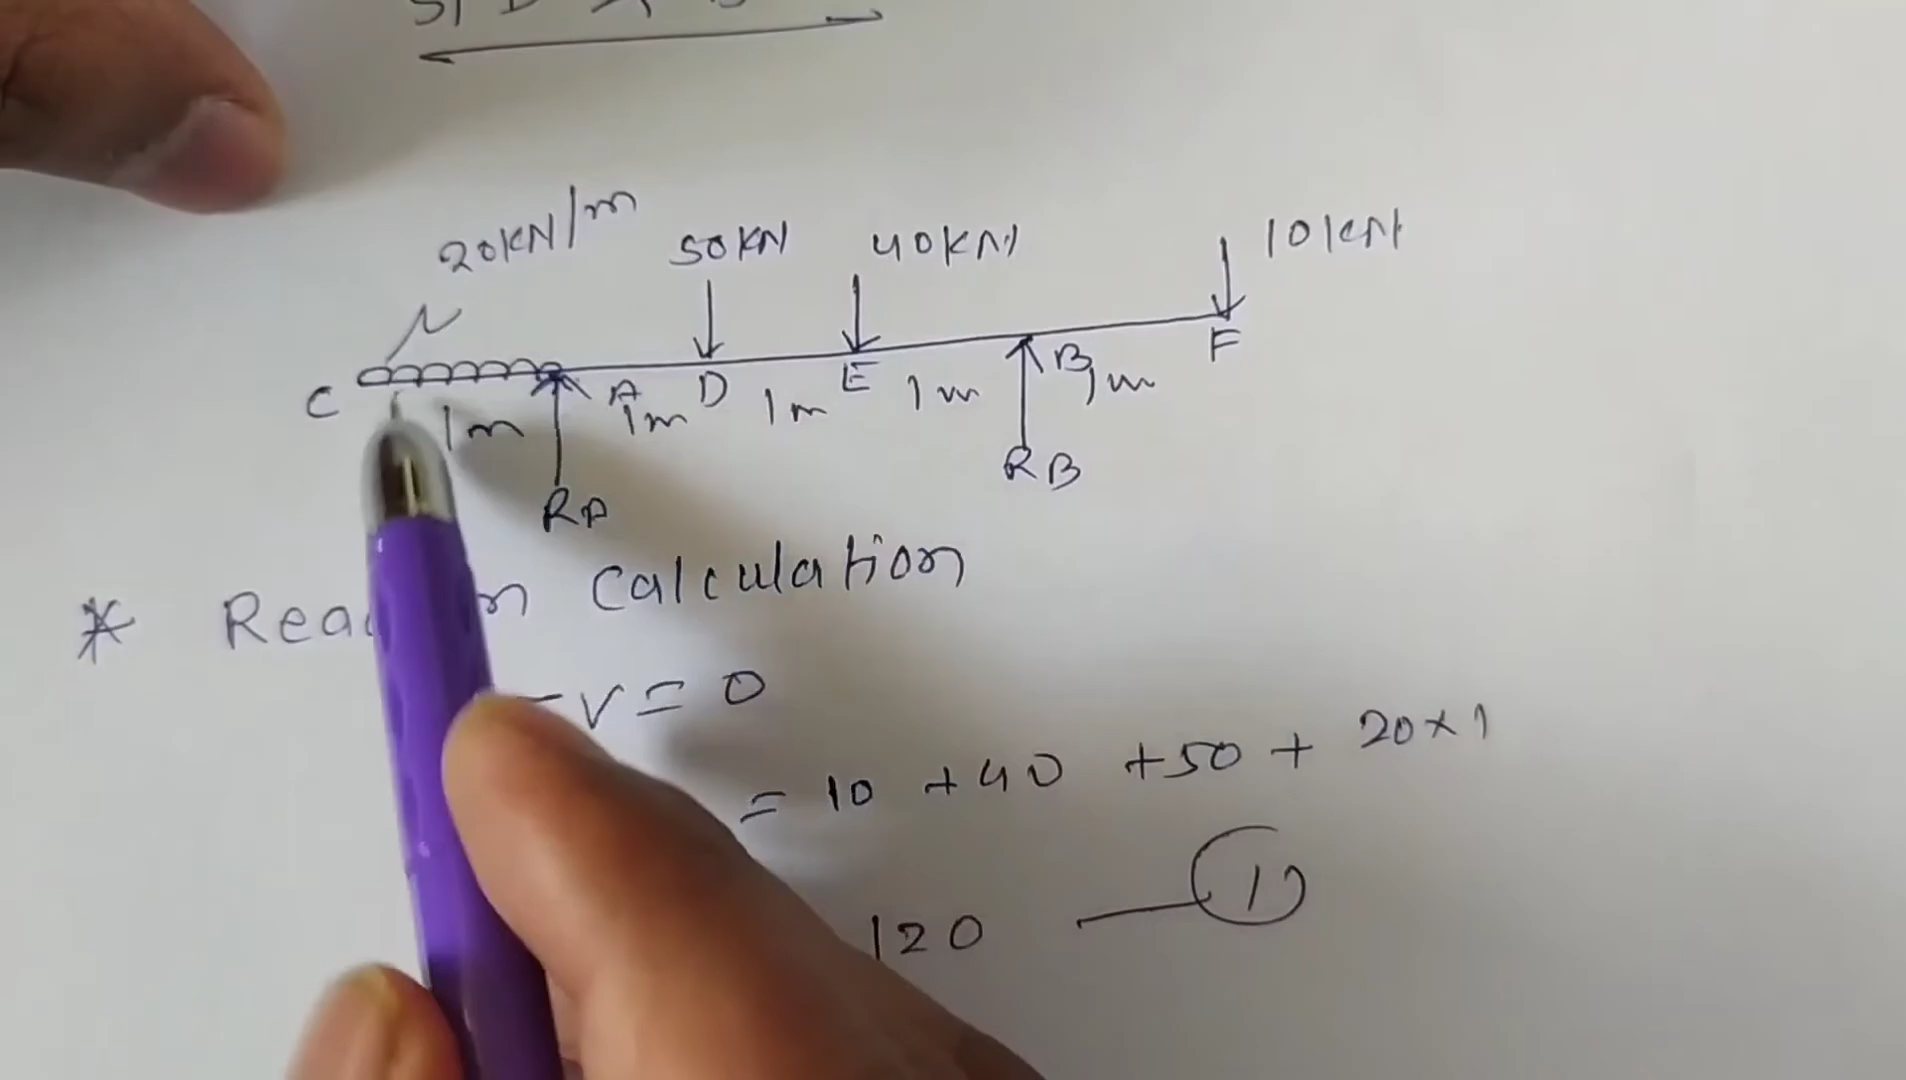 20KN/m 50KN 40KN 10KN
C A D E B F
1m 1m 1m 1m 1m
RA RB
* Calculation
V = 0
= 10 + 40 + 50 + 20 × 1
120 1